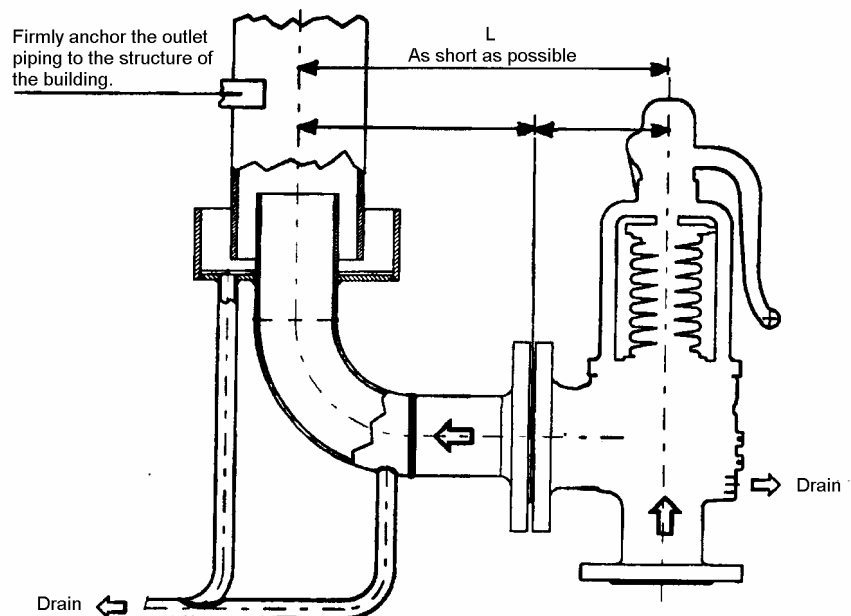 Firmly anchor the outlet
piping to the structure of
the building.
L
As short as possible
Drain
Drain